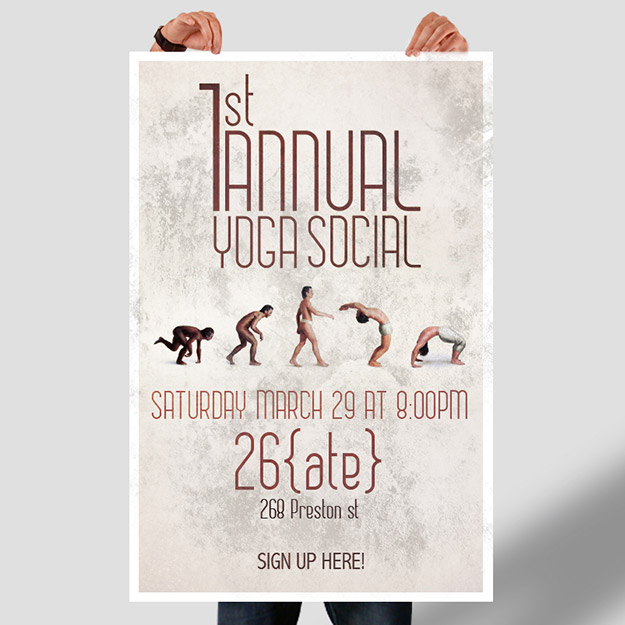 1st
ANNUAL
YOGA SOCIAL
SATURDAY MARCH 29 AT 8:00PM
26{ate}
268 Preston st
SIGN UP HERE!